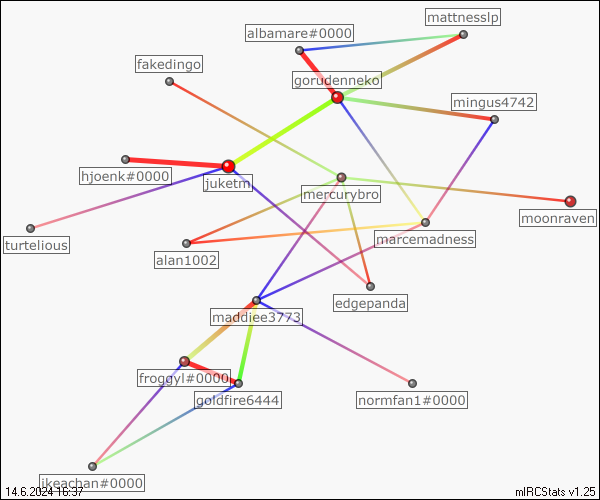 mattnesslp
albamare#0000
fakedingo
gorudenneko
mingus4742
hjoenk#0000
juketm
mercurybro
moonraven
turtelious
marcemadness
alan1002
edgepanda
maddiee3773
froggyl#0000
goldfire6444
normfan1#0000
ikeachan#0000
14.6.2024 16:37
mIRCStats v1.25